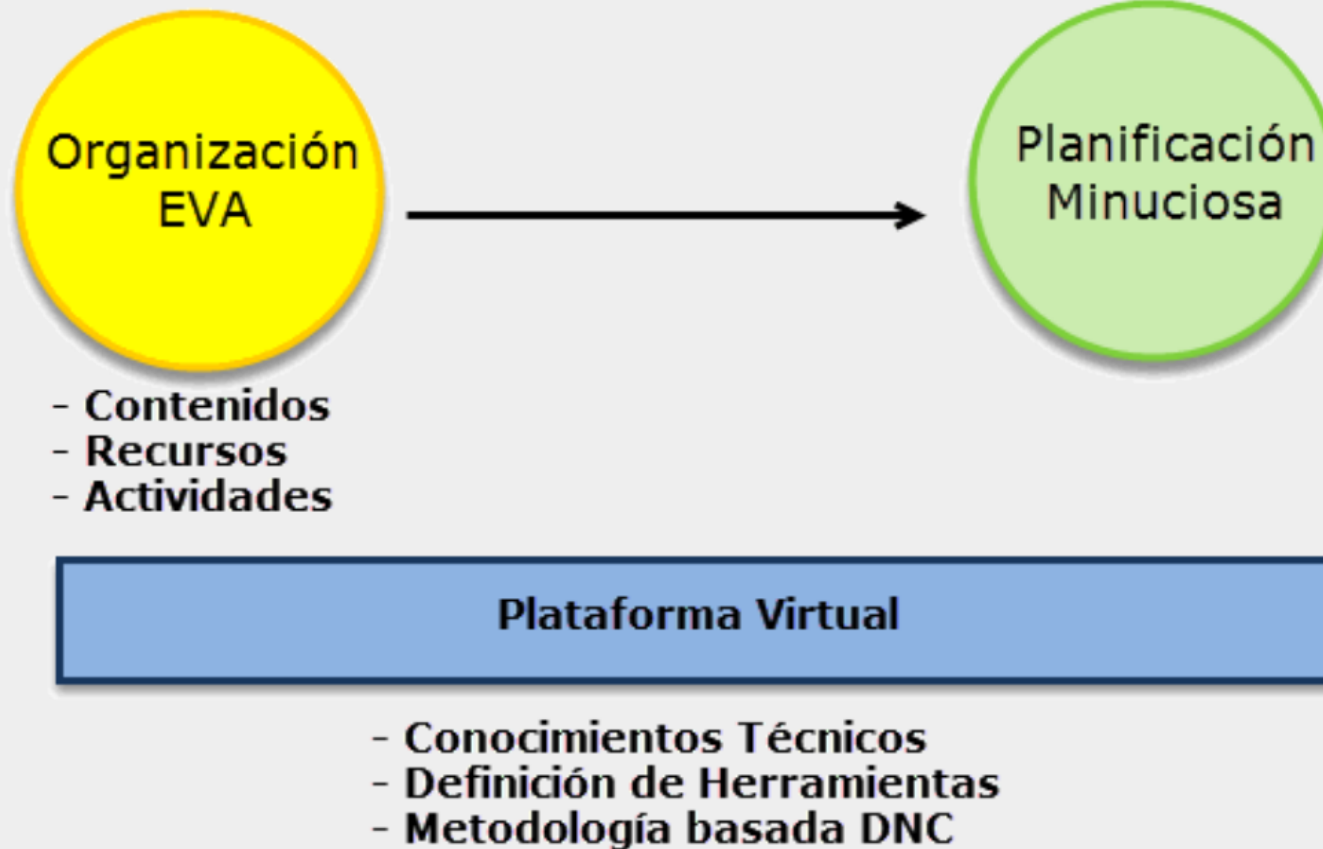 Organización
EVA
Planificación
Minuciosa
- Contenidos
- Recursos
- Actividades
Plataforma Virtual
- Conocimientos Técnicos
- Definición de Herramientas
- Metodología basada DNC